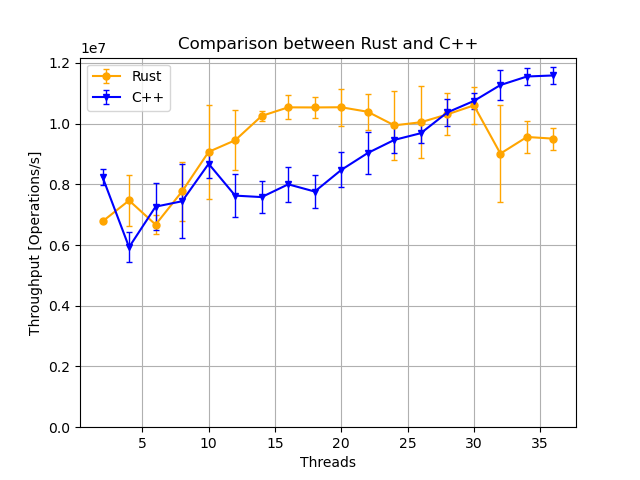 Comparison between Rust and C++
1e7
Rust
C++
1.2
1.0
0.8
0.6
0.4
0.2
0.0
Throughput [Operations/s]
5 10 15 20 25 30 35
Threads